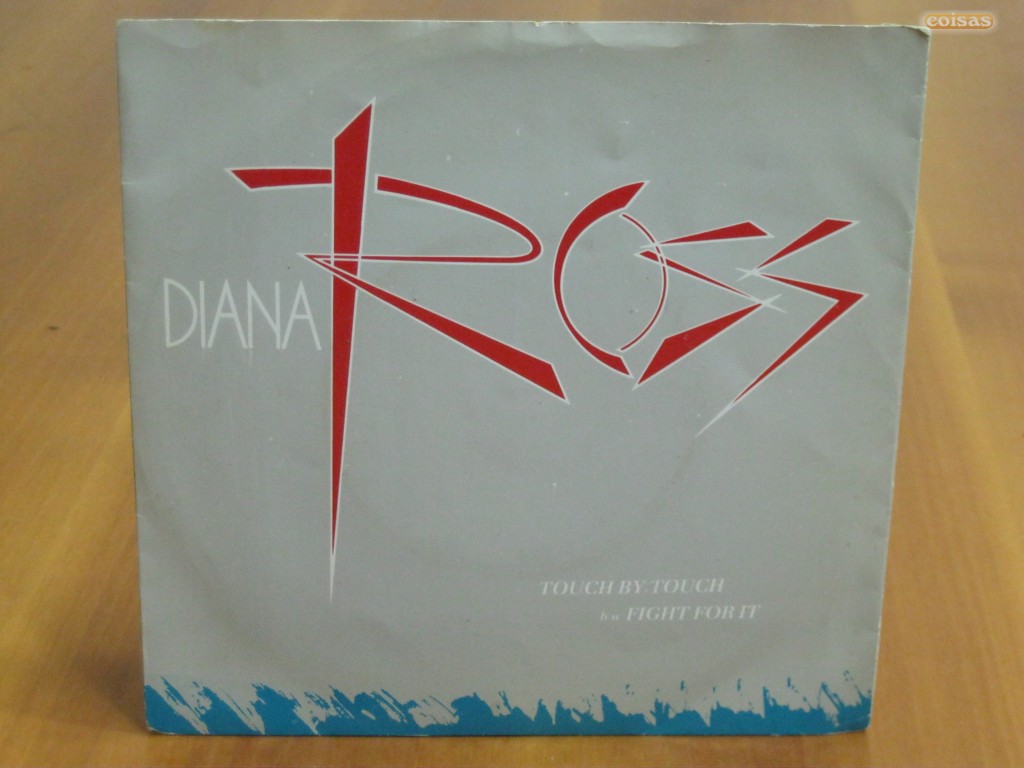 coisas
DIANA ROSS
TOUCH BY TOUCH
b/w FIGHT FOR IT